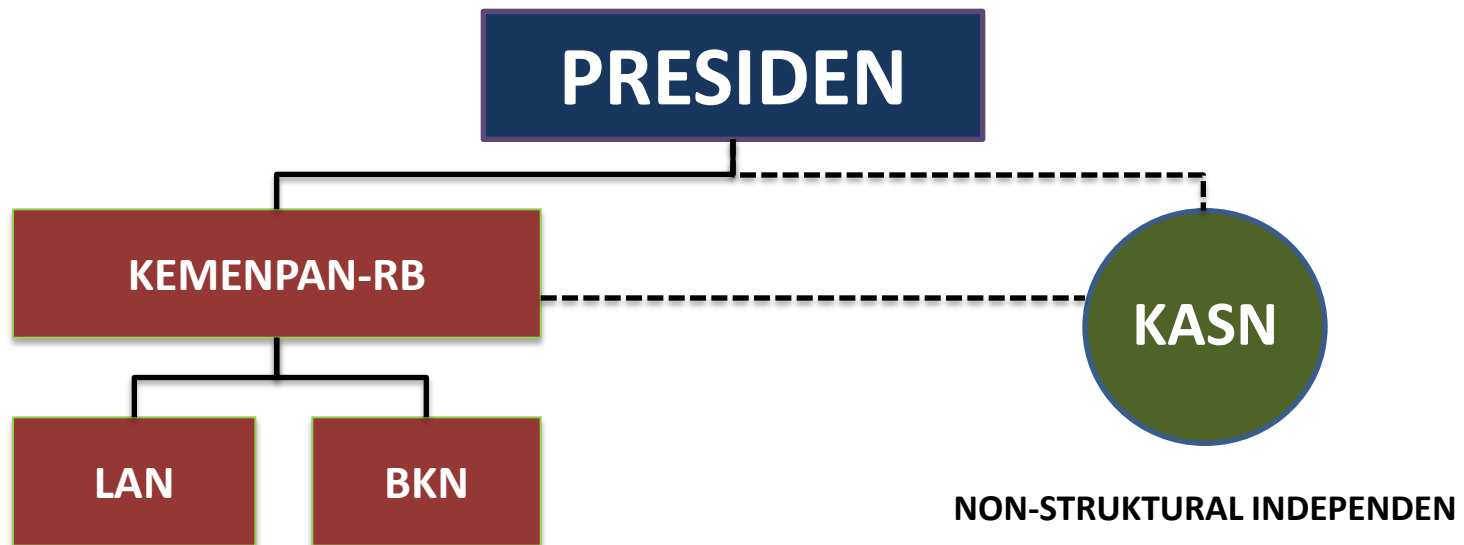 PRESIDEN
KEMENPAN-RB
KASN
LAN
BKN
NON-STRUKTURAL INDEPENDEN